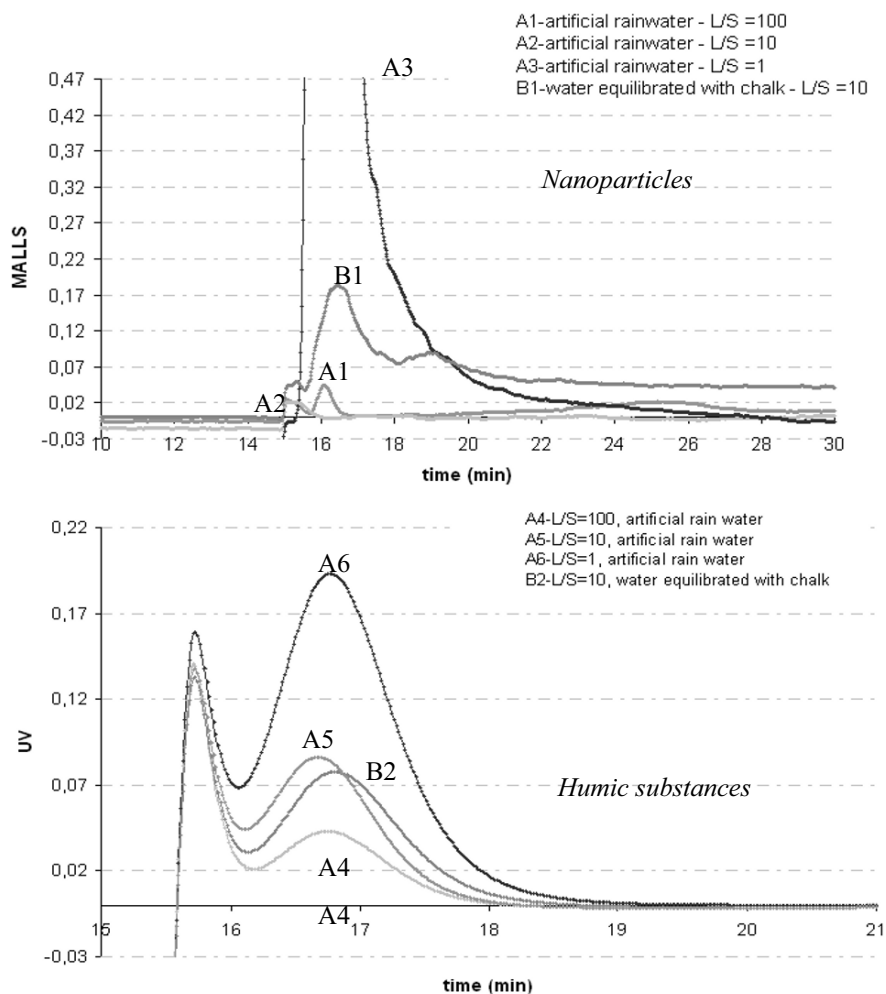 A1-artificial rainwater - L/S =100
A2-artificial rainwater - L/S =10
A3-artificial rainwater - L/S =1
B1-water equilibrated with chalk - L/S =10
A3
0,47
0,42
0,37
0,32
0,27
0,22
0,17
0,12
0,07
0,02
-0,03
MALLS
Nanoparticles
B1
A1
A2
10 12 14 16 18 20 22 24 26 28 30
time (min)
A4-L/S=100, artificial rain water
A5-L/S=10, artificial rain water
A6-L/S=1, artificial rain water
B2-L/S=10, water equilibrated with chalk
0,22
0,17
0,12
0,07
0,02
-0,03
UV
A6
A5
B2
Humic substances
A4
A4
15 16 17 18 19 20 21
time (min)